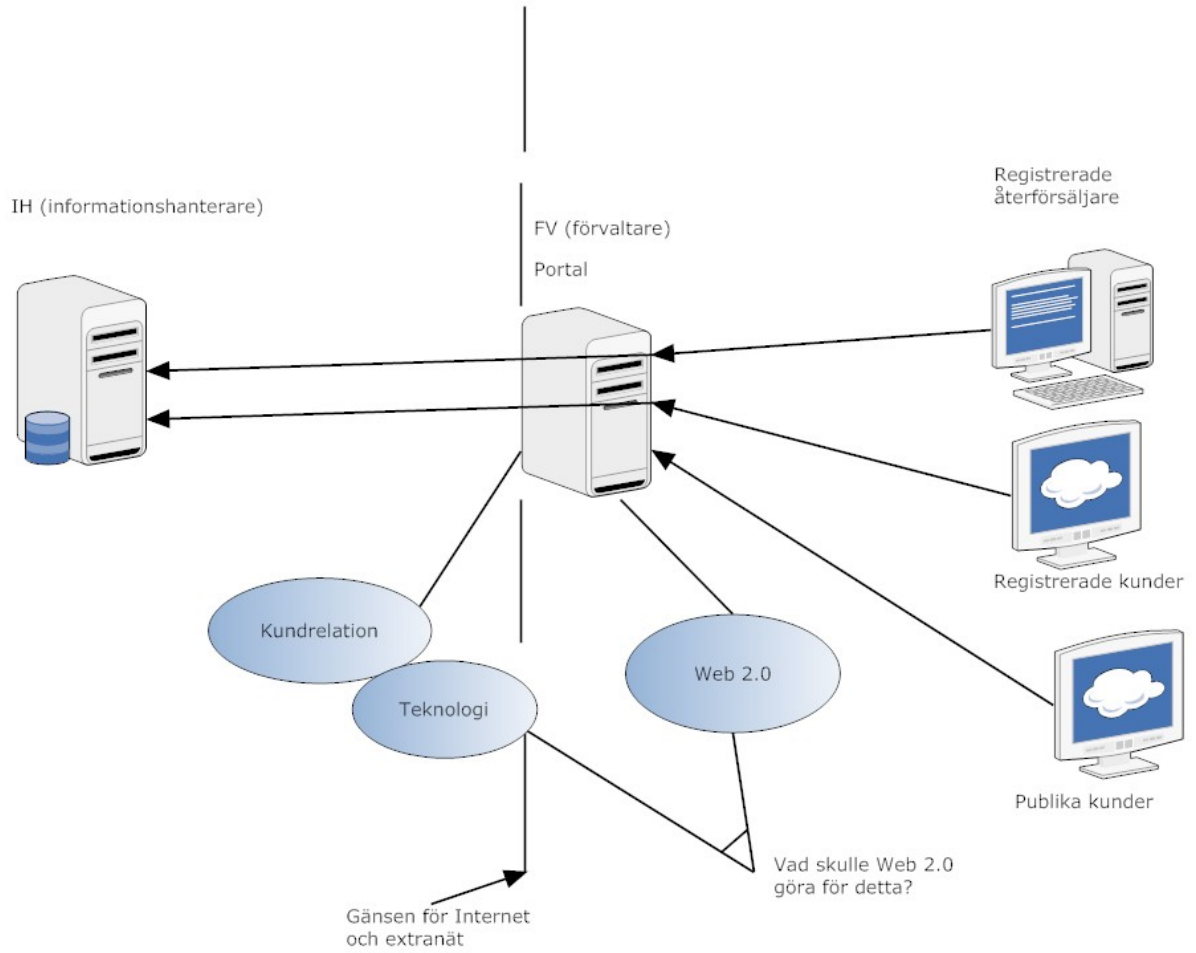 Registrerade
återförsäljare
IH (informationshanterare)
FV (förvaltare)
Portal
Registrerade kunder
Kundrelation
Web 2.0
Teknologi
Publika kunder
Vad skulle Web 2.0
göra för detta?
Gänsen för Internet
och extranät